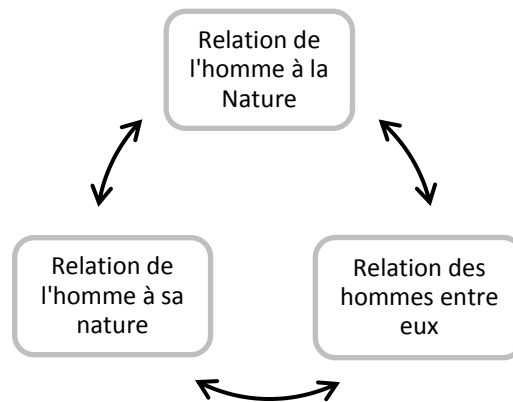 Relation de
l'homme à la
Nature
Relation de
l'homme à sa
nature
Relation des
hommes entre
eux